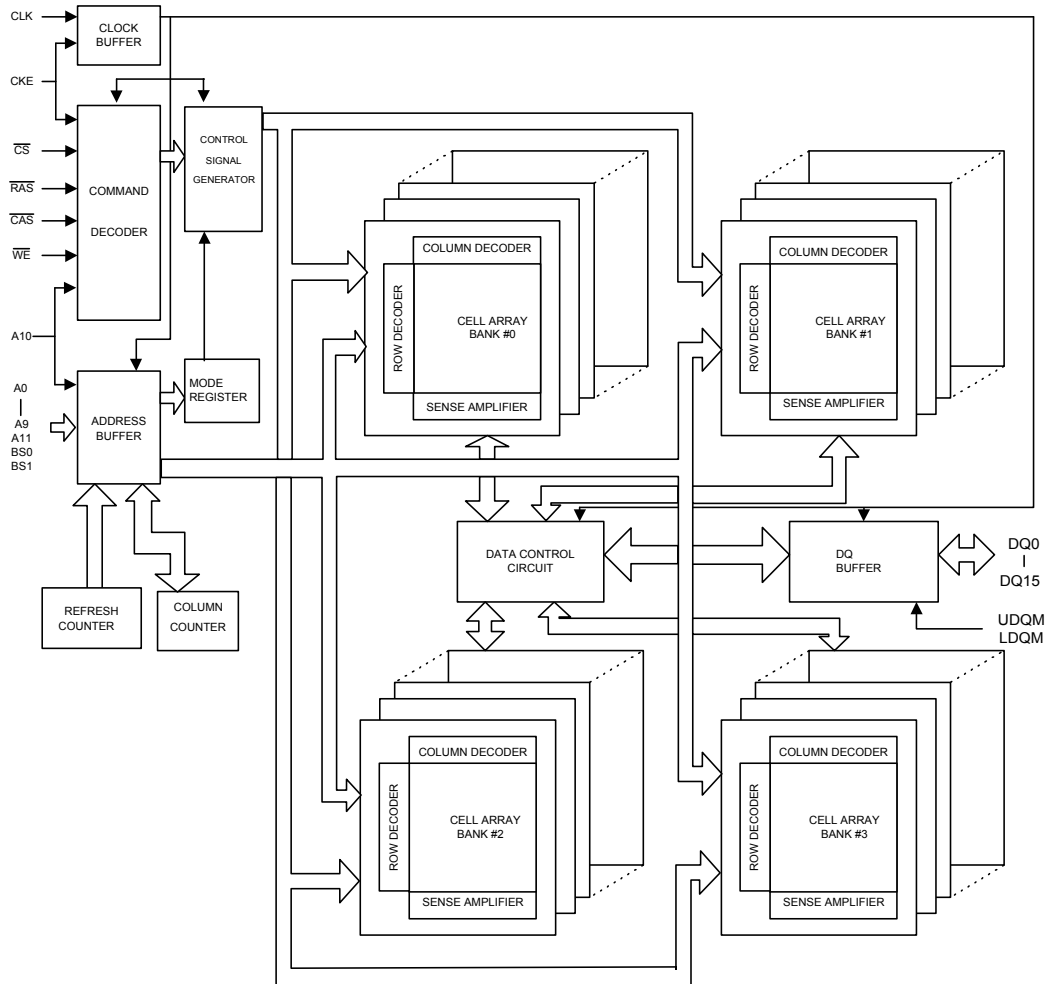 CLK
CLOCK
BUFFER
CKE
COMMAND
DECODER
CONTROL
SIGNAL
GENERATOR
CS
RAS
CAS
WE
A10
A0
A9
A11
BS0
BS1
ADDRESS
BUFFER
MODE
REGISTER
REFRESH
COUNTER
COLUMN
COUNTER
COLUMN DECODER
ROW DECODER
CELL ARRAY
BANK #0
SENSE AMPLIFIER
COLUMN DECODER
ROW DECODER
CELL ARRAY
BANK #1
SENSE AMPLIFIER
DATA CONTROL
CIRCUIT
DQ
BUFFER
DQ0
DQ15
UDQM
LDQM
COLUMN DECODER
ROW DECODER
CELL ARRAY
BANK #2
SENSE AMPLIFIER
COLUMN DECODER
ROW DECODER
CELL ARRAY
BANK #3
SENSE AMPLIFIER